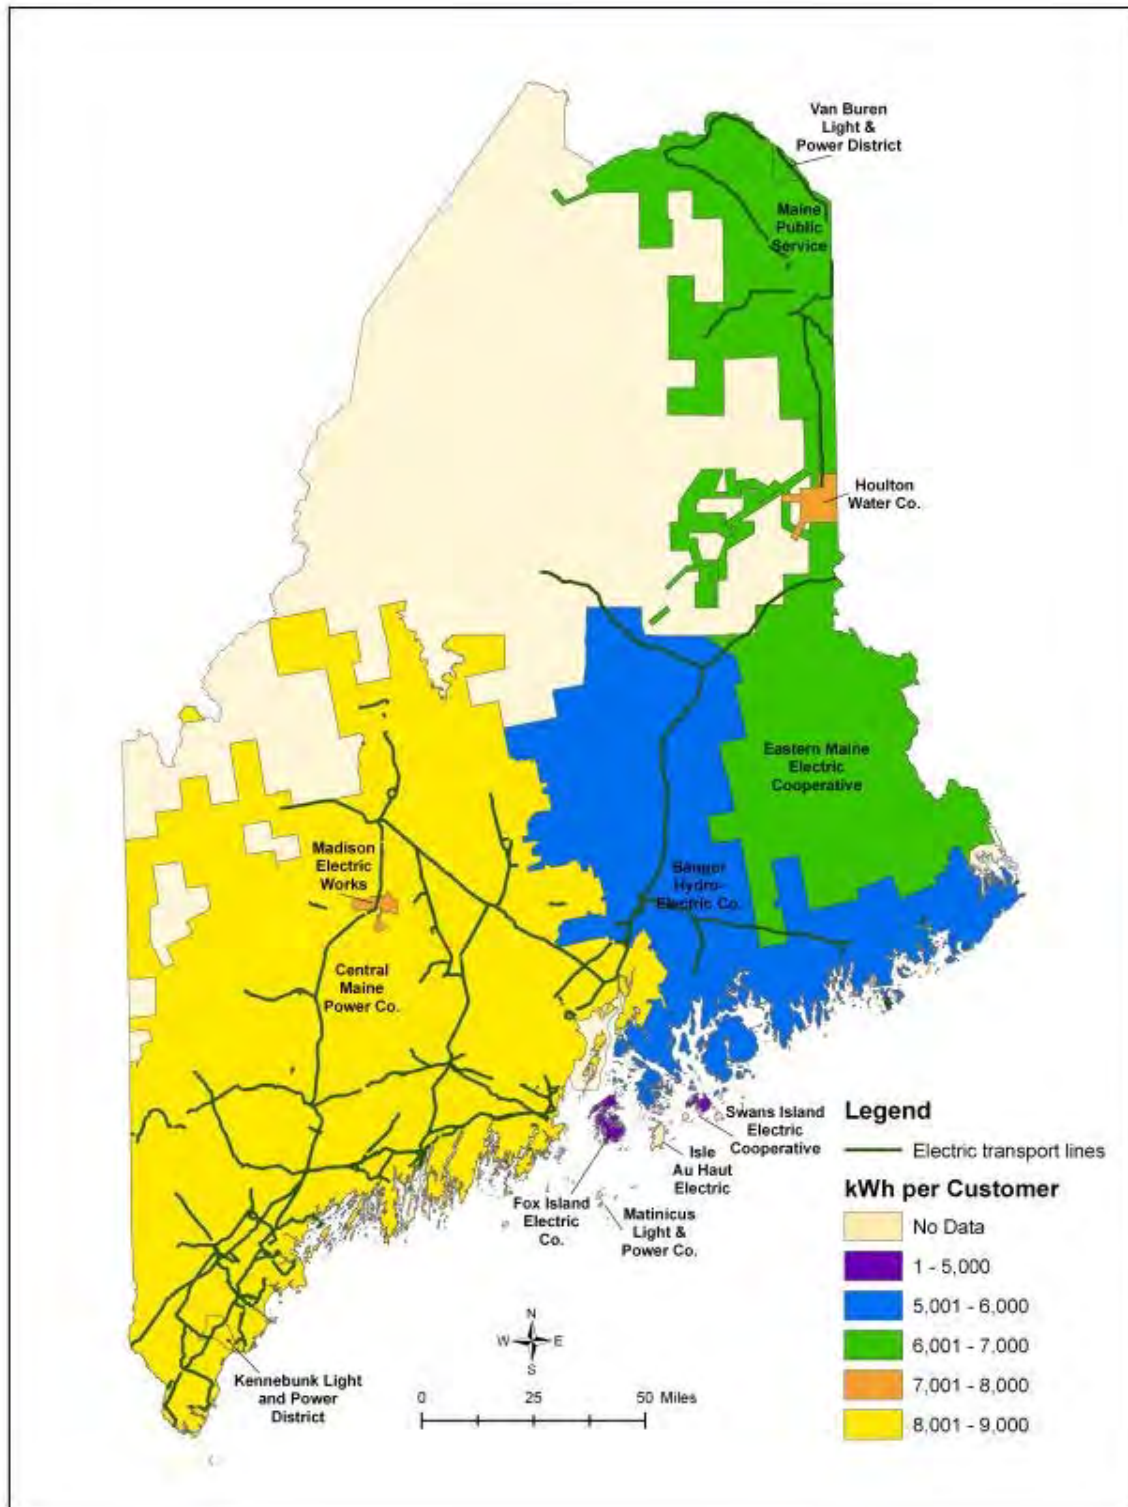 Van Buren
Light &
Power District
Maine
Public
Service
Houlton
Water Co.
Eastern Maine
Electric
Cooperative
Madison
Electric
Works
Bangor
Hydro-
Electric Co.
Central
Maine
Power Co.
Swans Island
Electric
Cooperative
Isle
Au Haut
Electric
Fox Island
Electric
Co.
Matinicus
Light &
Power Co.
Kennebunk Light
and Power
District
N
W E
S
0 25 50 Miles
Legend
Electric transport lines
kWh per Customer
No Data
1 - 5,000
5,001 - 6,000
6,001 - 7,000
7,001 - 8,000
8,001 - 9,000